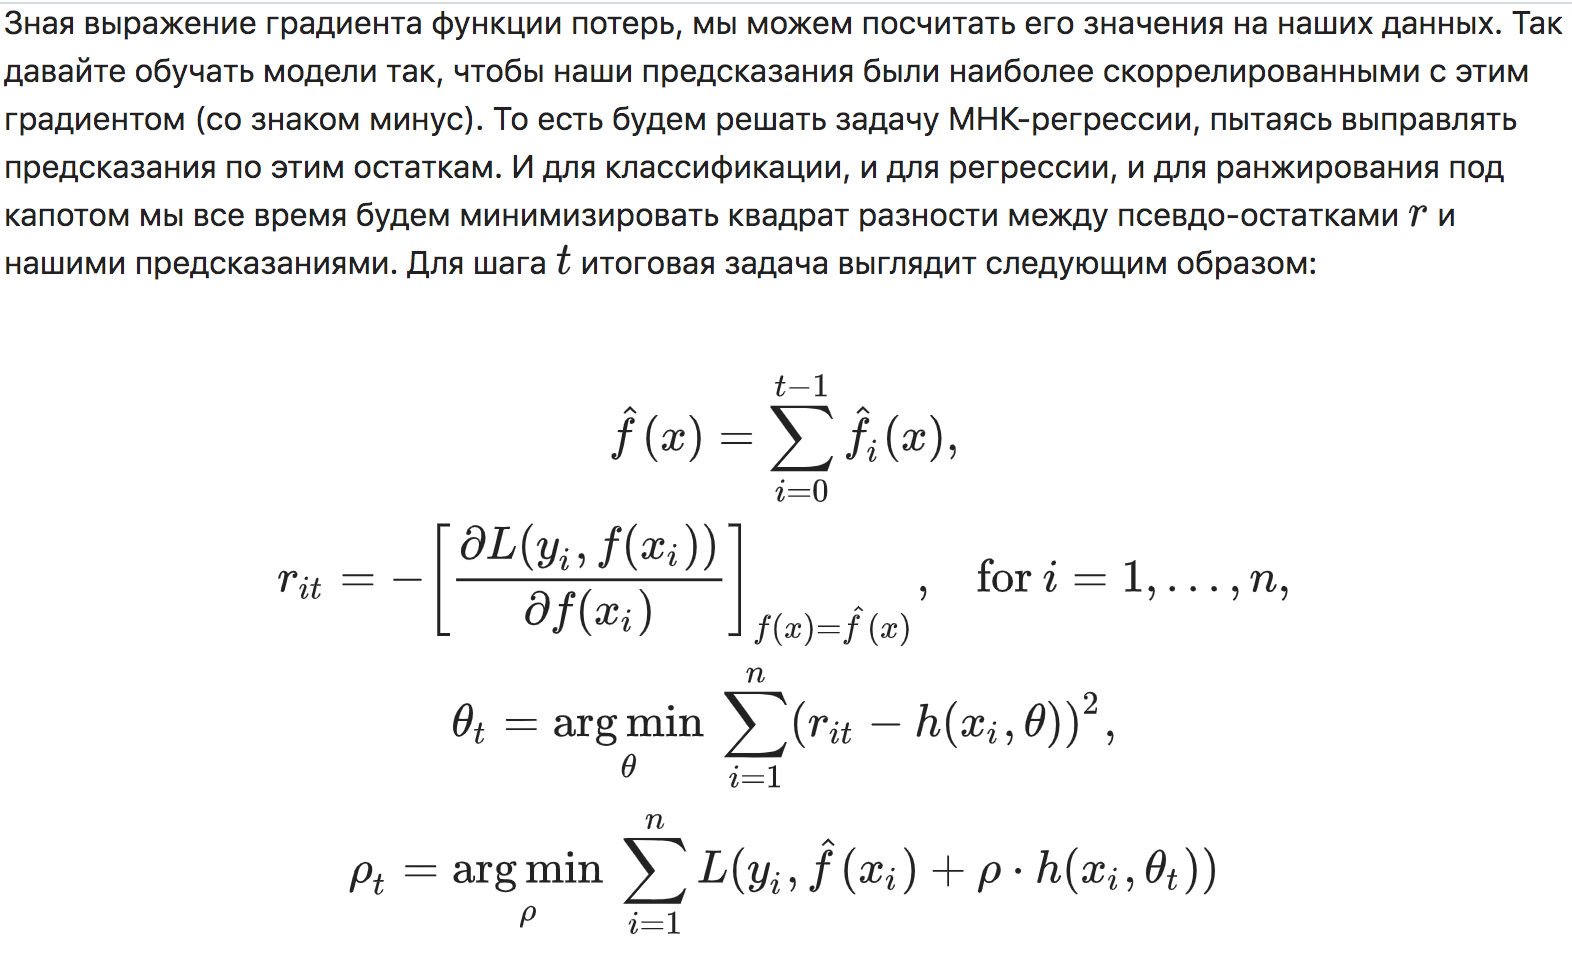 Зная выражение градиента функции потерь, мы можем посчитать его значения на наших данных. Так
давайте обучать модели так, чтобы наши предсказания были наиболее скоррелированными с этим
градиентом (со знаком минус). То есть будем решать задачу МНК-регрессии, пытаясь выправлять
предсказания по этим остаткам. И для классификации, и для регрессии, и для ранжирования под
капотом мы все время будем минимизировать квадрат разности между псевдо-остатками $r$ и
нашими предсказаниями. Для шага $t$ итоговая задача выглядит следующим образом:
$\hat{f}(x) = \sum_{i=0}^{t-1} \hat{f}_i(x),$
$r_{it} = -\left[\frac{\partial L(y_i, f(x_i))}{\partial f(x_i)}\right]_{f(x)=\hat{f}(x)}, \quad \text{for } i = 1, \ldots, n,$
$\theta_t = \underset{\theta}{\arg\min} \sum_{i=1}^{n} (r_{it} - h(x_i, \theta))^2,$
$\rho_t = \underset{\rho}{\arg\min} \sum_{i=1}^{n} L(y_i, \hat{f}(x_i) + \rho \cdot h(x_i, \theta_t))$